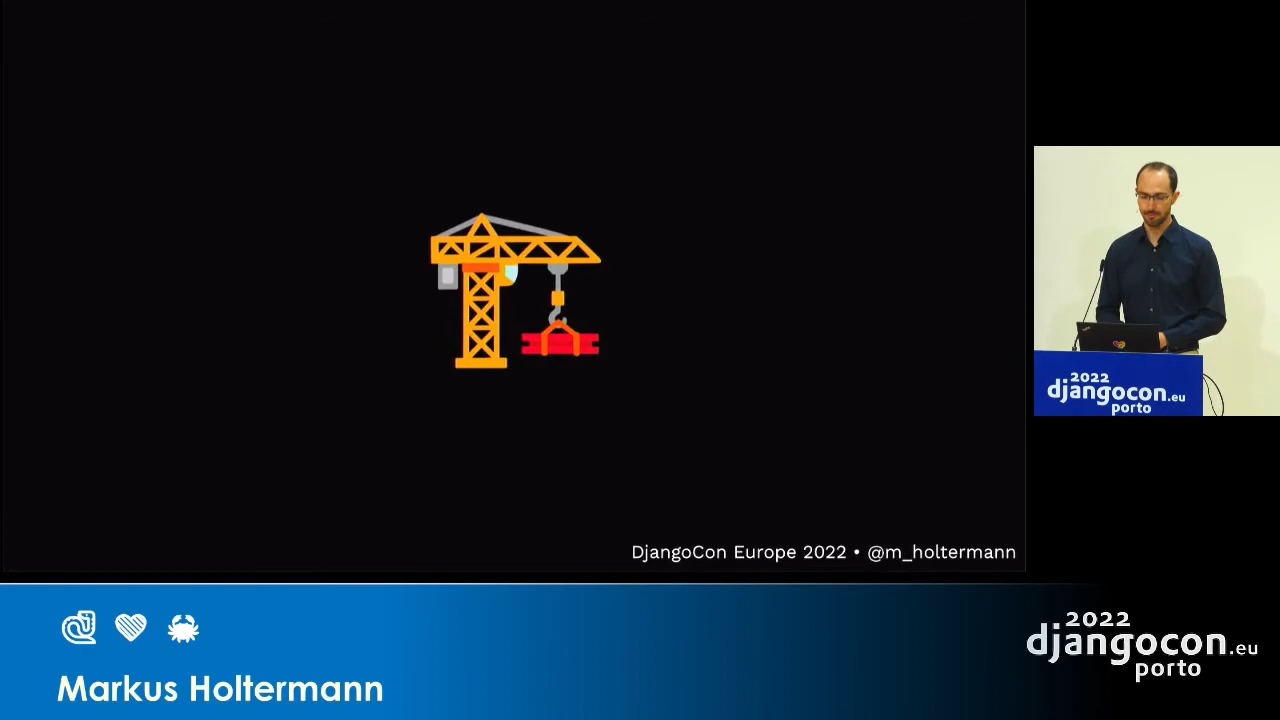 DjangoCon Europe 2022 • @m_holtermann
2022
djangocon.eu
porto
Markus Holtermann
2022
djangocon.eu
porto